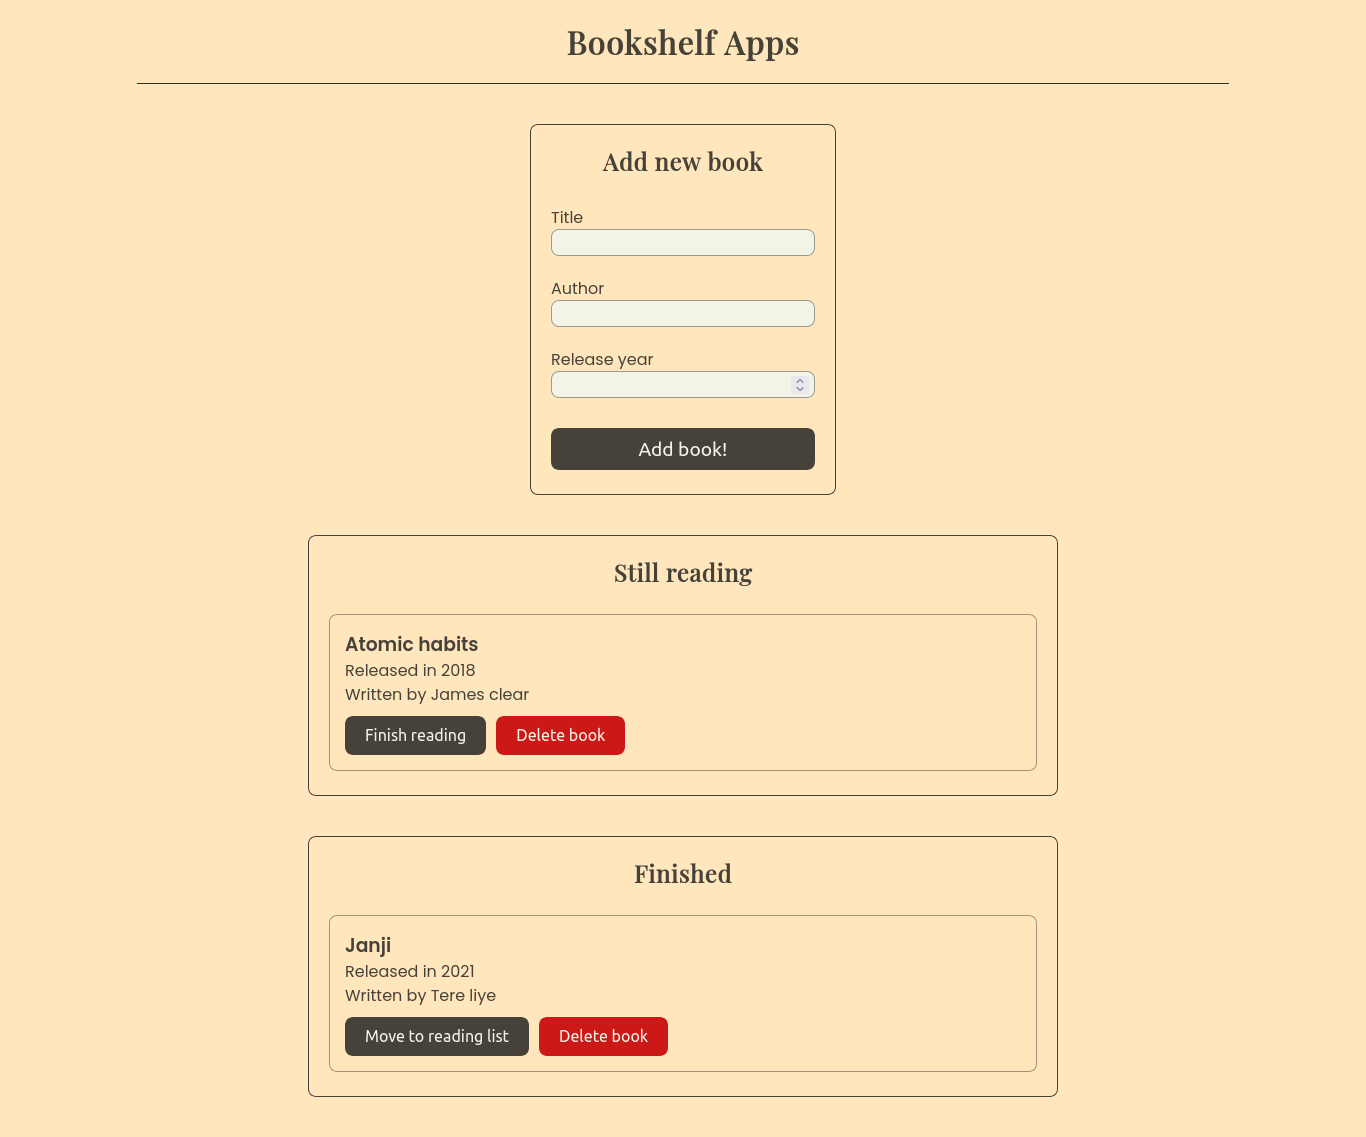 Bookshelf Apps
Add new book
Title
Author
Release year
Add book!
Still reading
Atomic habits
Released in 2018
Written by James clear
Finish reading
Delete book
Finished
Janji
Released in 2021
Written by Tere liye
Move to reading list
Delete book